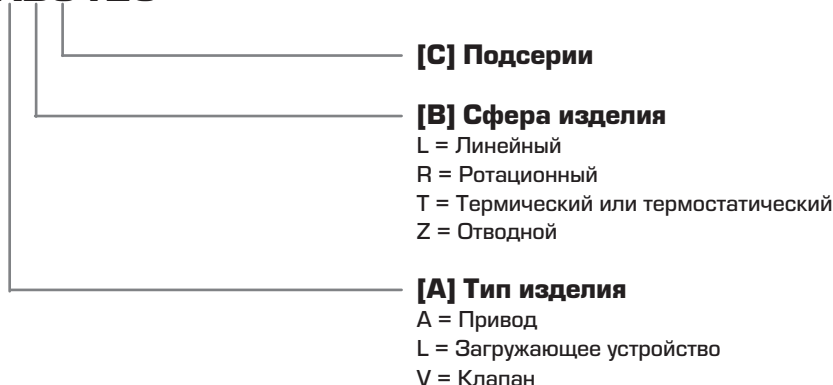 [C] Подсерии
[B] Сфера изделия
L = Линейный
R = Ротационный
T = Термический или термостатический
Z = Отводной
[A] Тип изделия
A = Привод
L = Загружающее устройство
V = Клапан